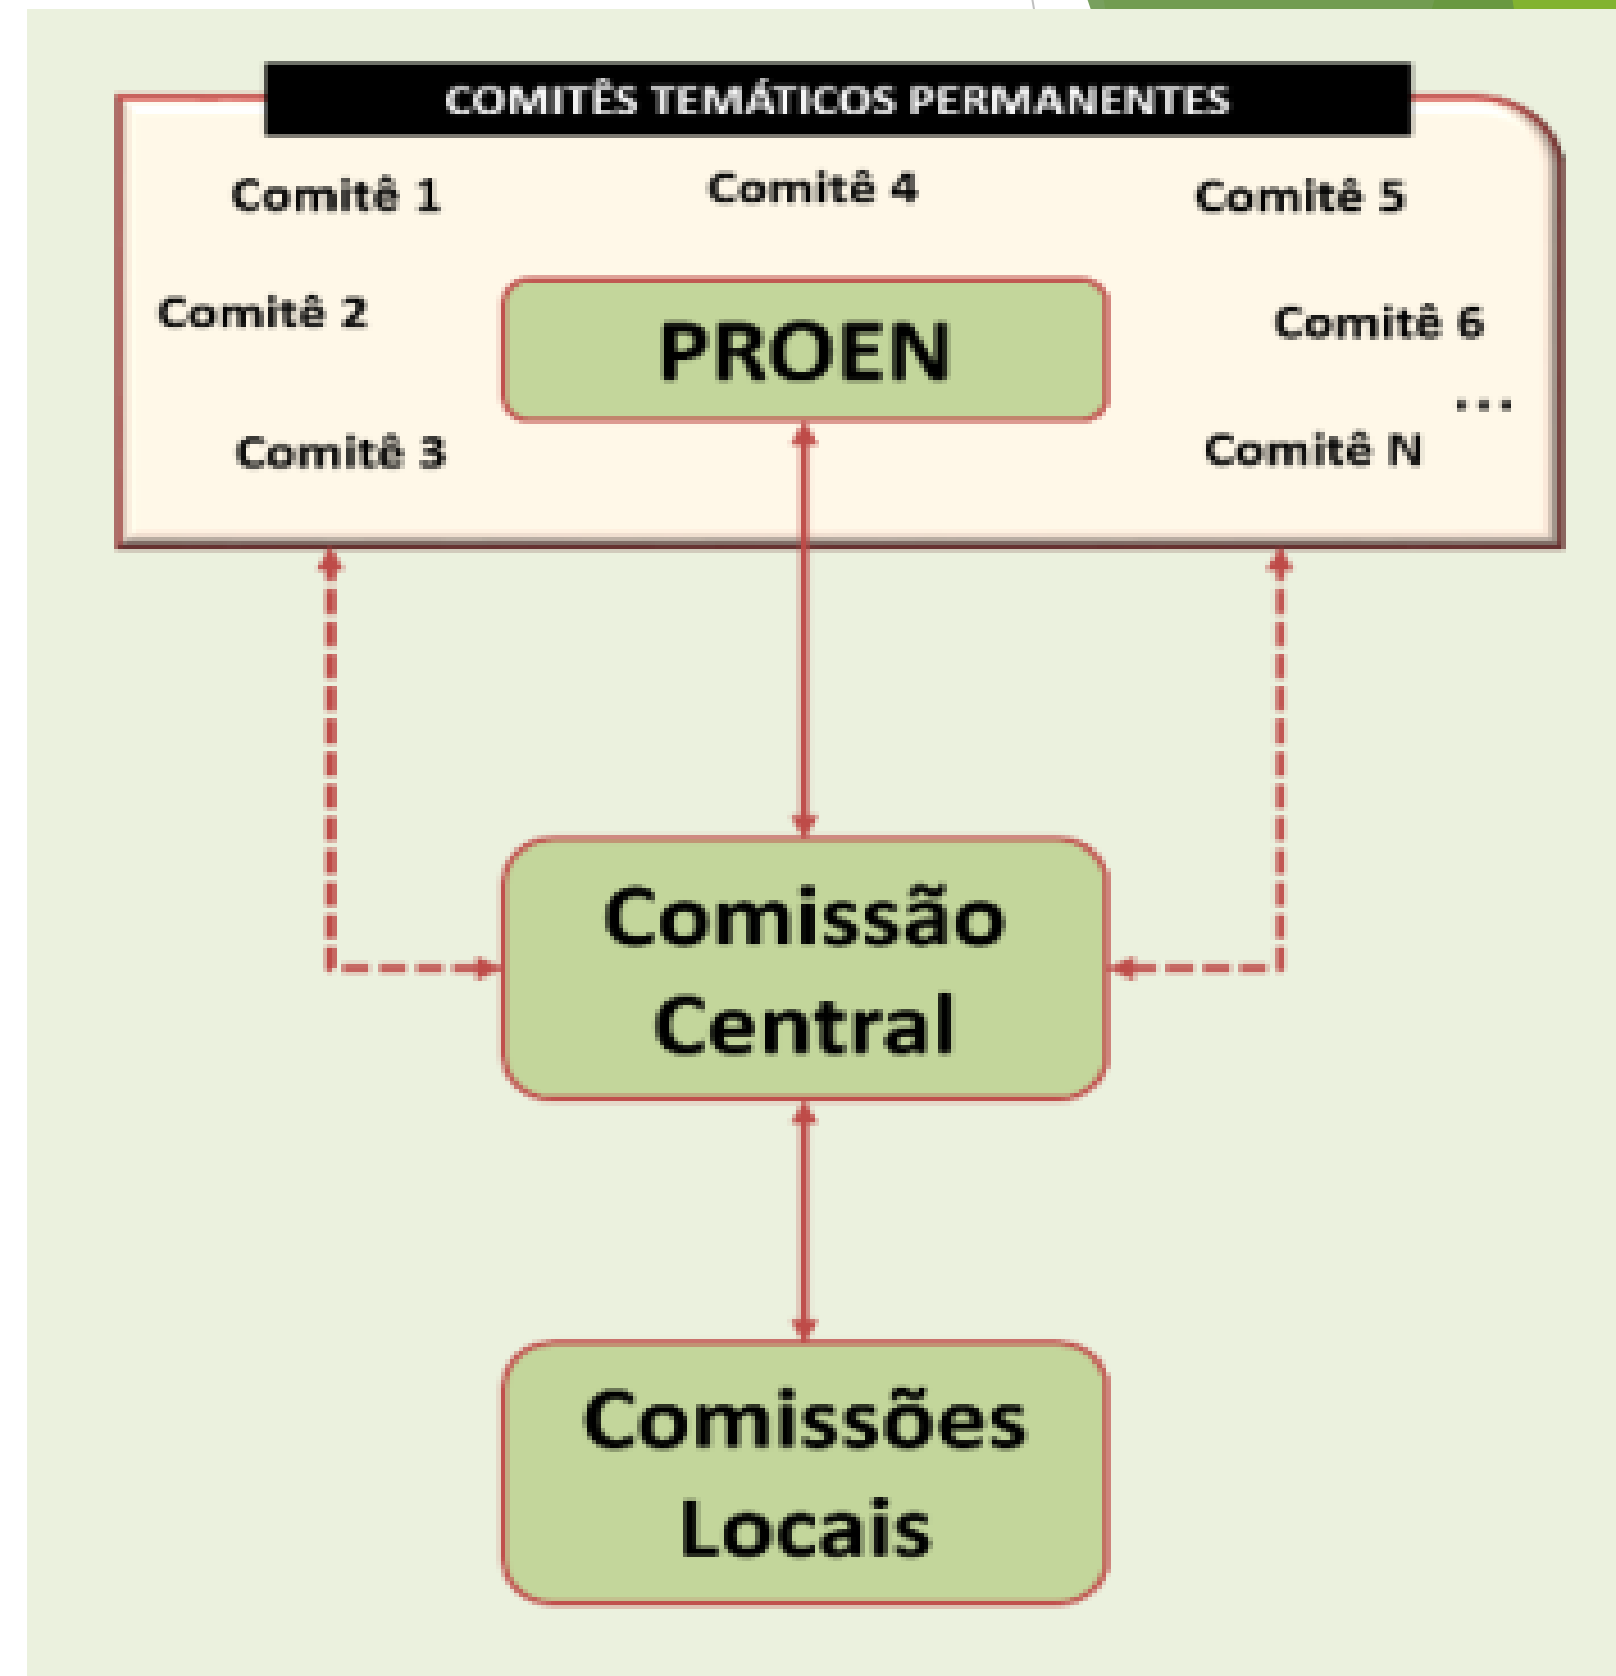 COMITÊS TEMÁTICOS PERMANENTES
Comitê 1
Comitê 4
Comitê 5
Comitê 2
PROEN
Comitê 6
...
Comitê 3
Comitê N
Comissão
Central
Comissões
Locais